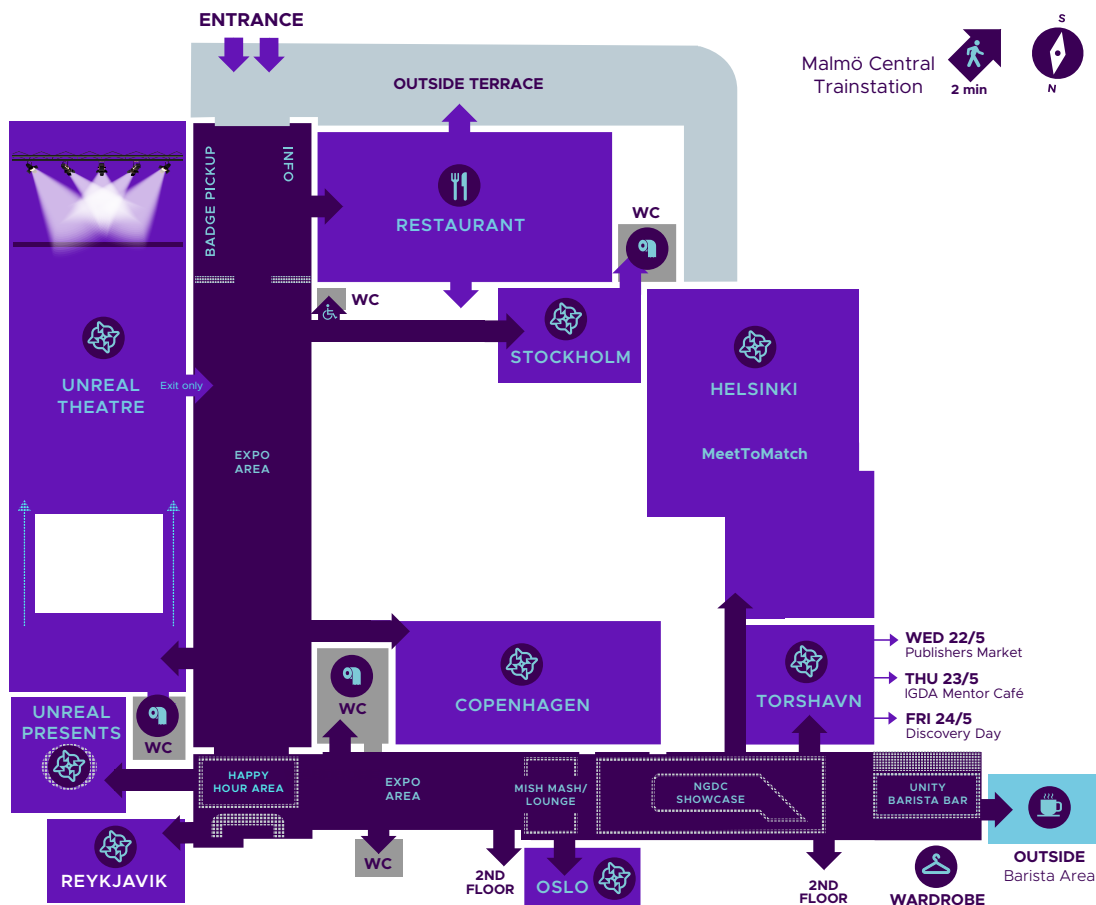 ENTRANCE
S
Malmö Central
Trainstation
2 min
N
OUTSIDE TERRACE
BADGE PICKUP
INFO
RESTAURANT
WC
WC
STOCKHOLM
UNREAL
THEATRE
Exit only
HELSINKI
MeetToMatch
EXPO
AREA
WED 22/5
Publishers Market
THU 23/5
IGDA Mentor Café
FRI 24/5
Discovery Day
TORSHAVN
COPENHAGEN
WC
UNREAL
PRESENTS
WC
HAPPY
HOUR AREA
EXPO
AREA
MISH MASH/
LOUNGE
NGDC
SHOWCASE
UNITY
BARISTA BAR
OUTSIDE
Barista Area
WC
2ND
FLOOR
OSLO
2ND
FLOOR
WARDROBE
REYKJAVIK